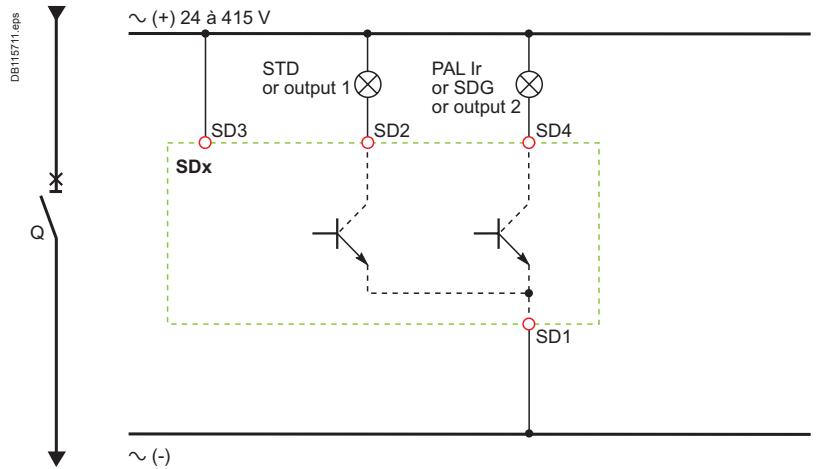 DB115711.eps
∼ (+) 24 à 415 V
STD
or output 1
PAL Ir
or SDG
or output 2
SD3
SD2
SD4
SDx
Q
SD1
∼ (-)